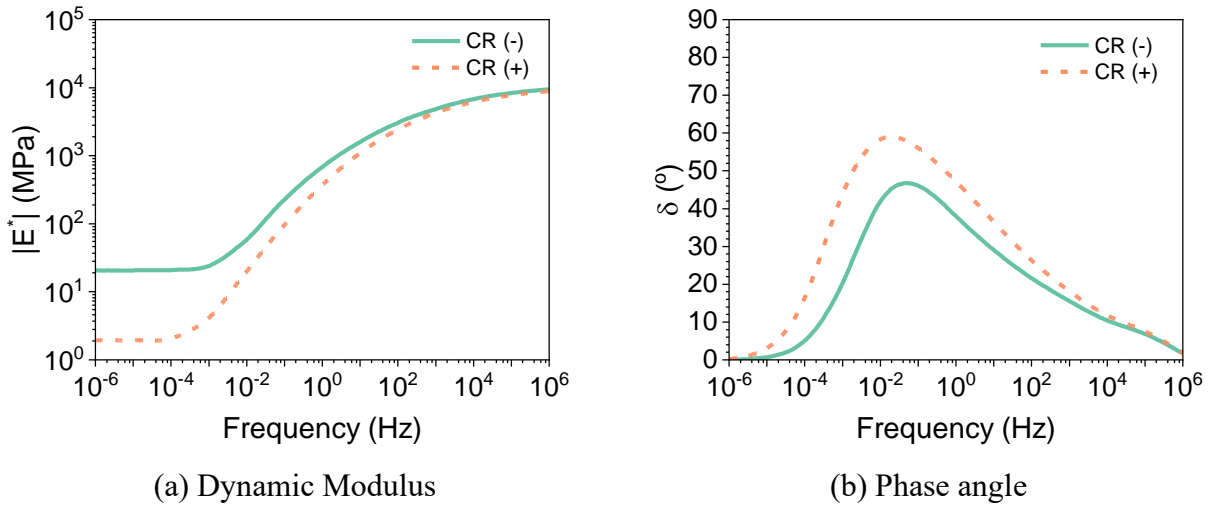 10^5
10^4
10^3
10^2
10^1
10^0
|E*| (MPa)
CR (-)
CR (+)
10^-6 10^-4 10^-2 10^0 10^2 10^4 10^6
Frequency (Hz)
(a) Dynamic Modulus
90
80
70
60
50
40
30
20
10
0
δ (º)
CR (-)
CR (+)
10^-6 10^-4 10^-2 10^0 10^2 10^4 10^6
Frequency (Hz)
(b) Phase angle